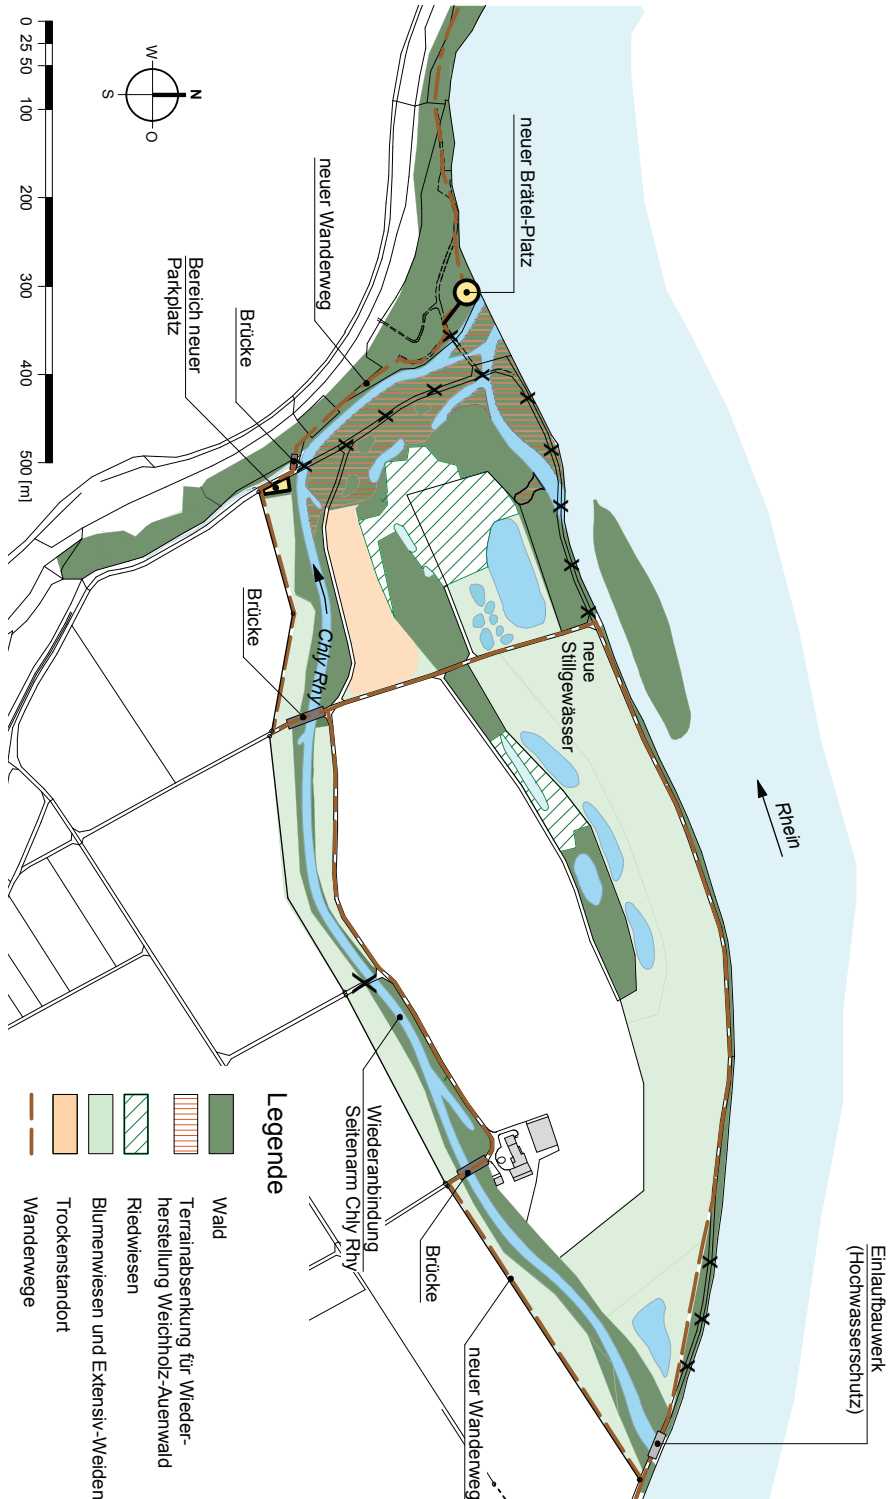 0 25 50 100 200 300 400 500 [m]
W
N
S
O
neuer Brätel-Platz
neuer Wanderweg
Brücke
Bereich neuer
Parkplatz
Brücke
Chly Rhy
neue
Stillgewässer
Rhein
Einlaufbauwerk
(Hochwasserschutz)
Wiederanbindung
Seitenarm Chly Rhy
Brücke
neuer Wanderweg
Legende
Wald
Terrainabsenkung für Wieder-
herstellung Weichholz-Auenwald
Riedwiesen
Blumenwiesen und Extensiv-Weiden
Trockenstandort
Wanderwege